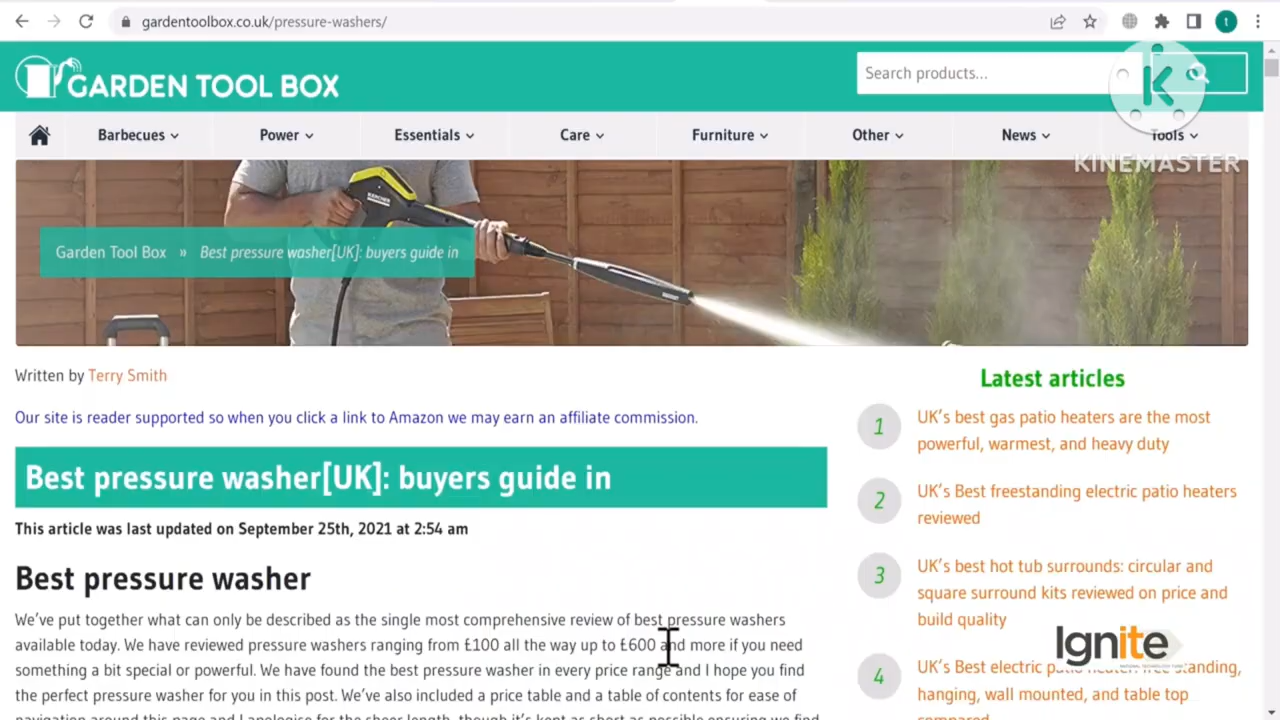 gardentoolbox.co.uk/pressure-washers/
t
GARDEN TOOL BOX
Search products...
K
KINEMASTER
Barbecues
Power
Essentials
Care
Furniture
Other
News
Tools
KARCHER
Garden Tool Box » Best pressure washer[UK]: buyers guide in
Written by Terry Smith
Our site is reader supported so when you click a link to Amazon we may earn an affiliate commission.
Best pressure washer[UK]: buyers guide in
This article was last updated on September 25th, 2021 at 2:54 am
Best pressure washer
We've put together what can only be described as the single most comprehensive review of best pressure washers
available today. We have reviewed pressure washers ranging from £100 all the way up to £600 and more if you need
something a bit special or powerful. We have found the best pressure washer in every price range and I hope you find
the perfect pressure washer for you in this post. We've also included a price table and a table of contents for ease of
navigation around this page and I apologise for the sheer length, though it's kept as short as possible ensuring we find
Latest articles
1 UK's best gas patio heaters are the most
powerful, warmest, and heavy duty
2 UK's Best freestanding electric patio heaters
reviewed
3 UK's best hot tub surrounds: circular and
square surround kits reviewed on price and
build quality
4 UK's Best electric patio heater: free standing,
hanging, wall mounted, and table top
compared
Ignite